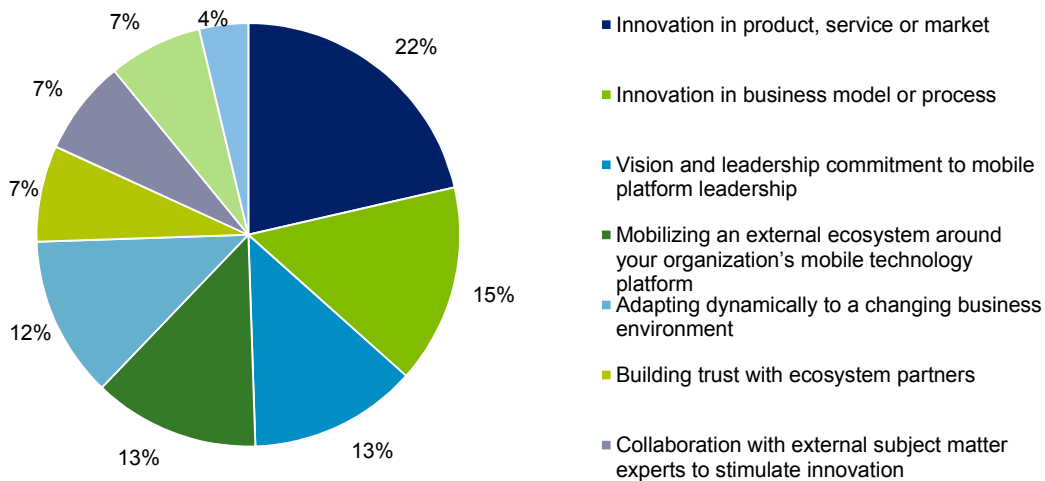 7%
4%
22%
7%
7%
15%
12%
13%
13%
Innovation in product, service or market
Innovation in business model or process
Vision and leadership commitment to mobile
platform leadership
Mobilizing an external ecosystem around
your organization’s mobile technology
platform
Adapting dynamically to a changing business
environment
Building trust with ecosystem partners
Collaboration with external subject matter
experts to stimulate innovation